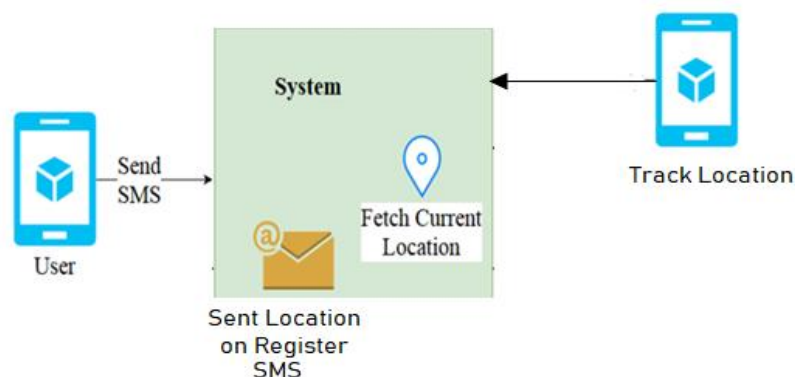 System
Send
SMS
User
Fetch Current
Location
@
Sent Location
on Register
SMS
Track Location